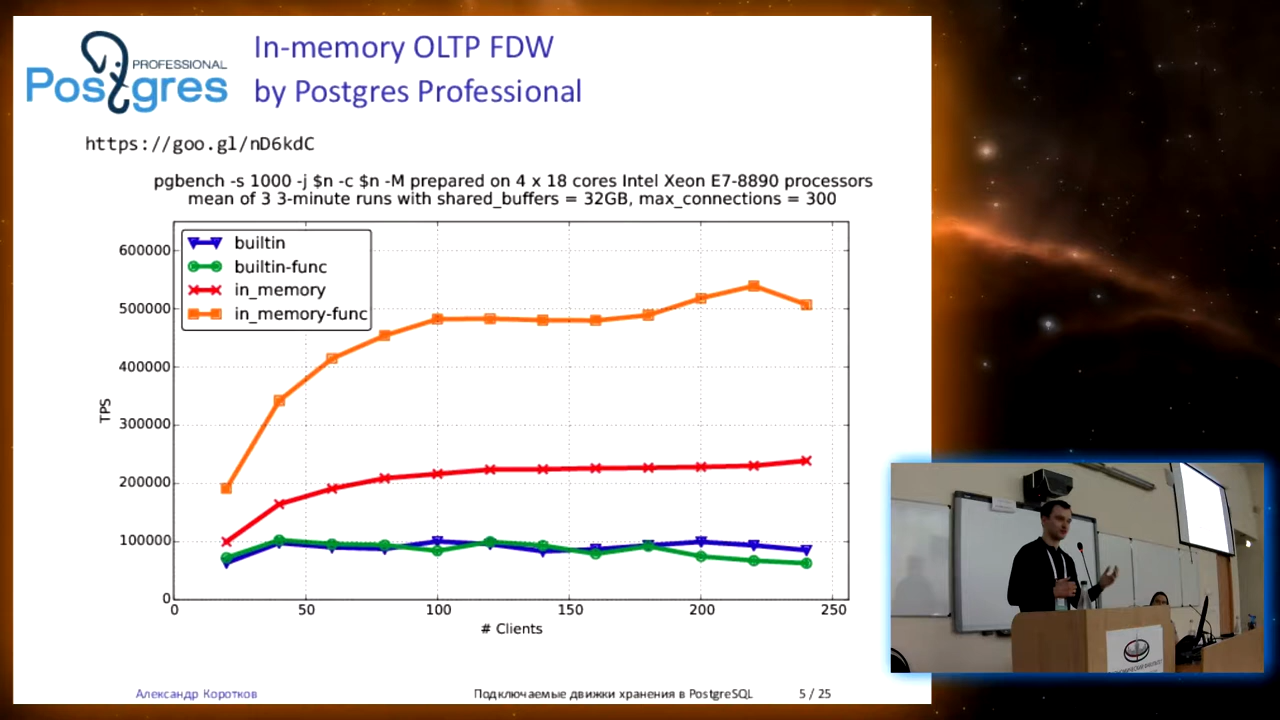 PROFESSIONAL
Postgres
In-memory OLTP FDW
by Postgres Professional
https://goo.gl/nD6kdC
pgbench -s 1000 -j $n -c $n -M prepared on 4 x 18 cores Intel Xeon E7-8890 processors
mean of 3 3-minute runs with shared_buffers = 32GB, max_connections = 300
builtin
builtin-func
in_memory
in_memory-func
600000
500000
400000
300000
200000
100000
0
TPS
0 50 100 150 200 250
# Clients
Александр Коротков Подключаемые движки хранения в PostgreSQL 5 / 25